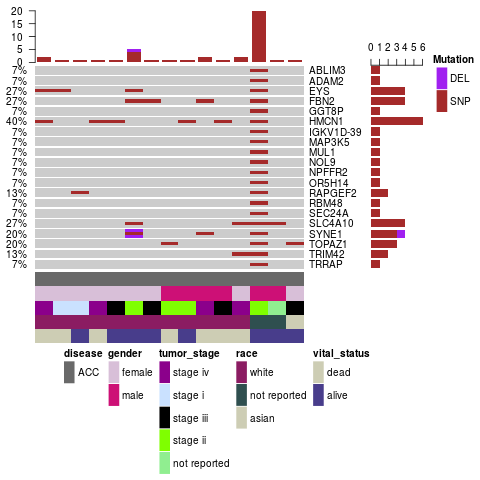 20
15
10
5
0
0 1 2 3 4 5 6
Mutation
DEL
SNP
7% ABLIM3
7% ADAM2
27% EYS
27% FBN2
7% GGT8P
40% HMCN1
7% IGKV1D-39
7% MAP3K5
7% MUL1
7% NOL9
7% NPFFR2
7% OR5H14
13% RAPGEF2
7% RBM48
7% SEC24A
27% SLC4A10
20% SYNE1
20% TOPAZ1
13% TRIM42
7% TRRAP
disease gender tumor_stage race vital_status
ACC female stage iv white dead
male stage i not reported alive
stage iii asian
stage ii
not reported